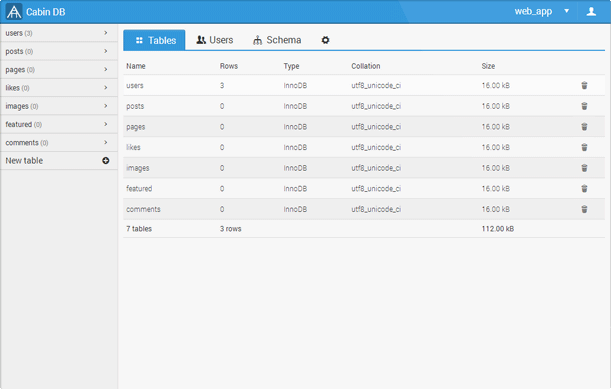 Cabin DB
web_app
users (3)
posts (0)
pages (0)
likes (0)
images (0)
featured (0)
comments (0)
New table
Tables Users Schema
Name Rows Type Collation Size
users 3 InnoDB utf8_unicode_ci 16.00 kB
posts 0 InnoDB utf8_unicode_ci 16.00 kB
pages 0 InnoDB utf8_unicode_ci 16.00 kB
likes 0 InnoDB utf8_unicode_ci 16.00 kB
images 0 InnoDB utf8_unicode_ci 16.00 kB
featured 0 InnoDB utf8_unicode_ci 16.00 kB
comments 0 InnoDB utf8_unicode_ci 16.00 kB
7 tables 3 rows 112.00 kB